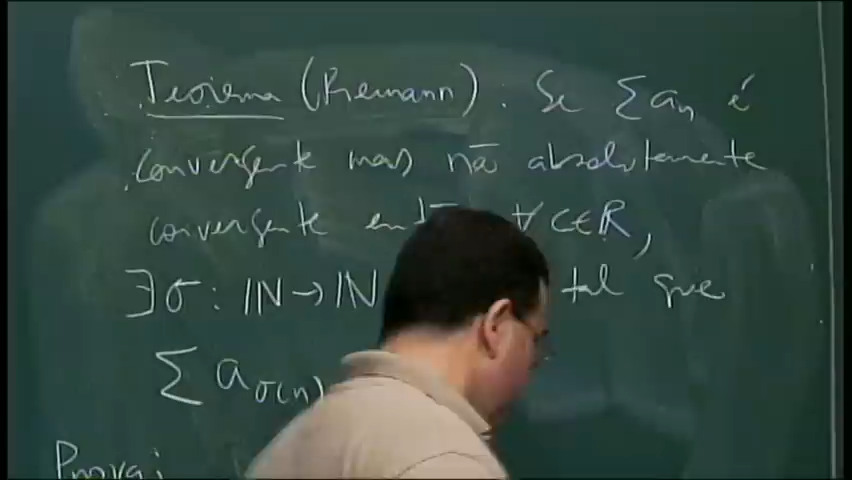 Teorema (Riemann). Se ∑ aₙ é
convergente mas não absolutamente
convergente ∀ c∈ℝ,
∃ σ: ℕ → ℕ tal que
∑ a_σ(n)
Prova: